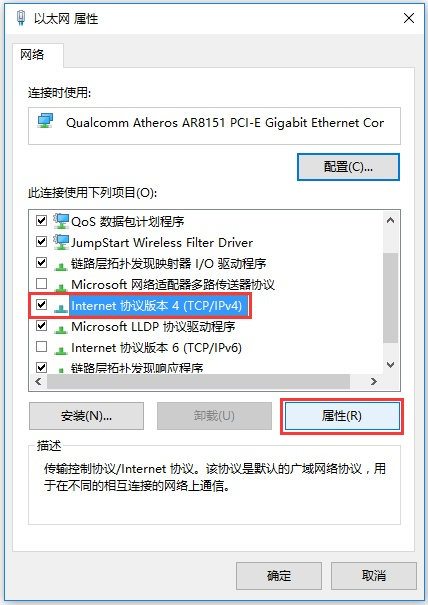 以太网 属性
网络
连接时使用:
Qualcomm Atheros AR8151 PCI-E Gigabit Ethernet Cor
配置(C)...
此连接使用下列项目(O):
QoS 数据包计划程序
JumpStart Wireless Filter Driver
链路层拓扑发现映射器 I/O 驱动程序
Microsoft 网络适配器多路传送器协议
Internet 协议版本 4 (TCP/IPv4)
Microsoft LLDP 协议驱动程序
Internet 协议版本 6 (TCP/IPv6)
链路层拓扑发现响应程序
安装(N)...
卸载(U)
属性(R)
描述
传输控制协议/Internet 协议。该协议是默认的广域网络协议，用
于在不同的相互连接的网络上通信。
确定
取消